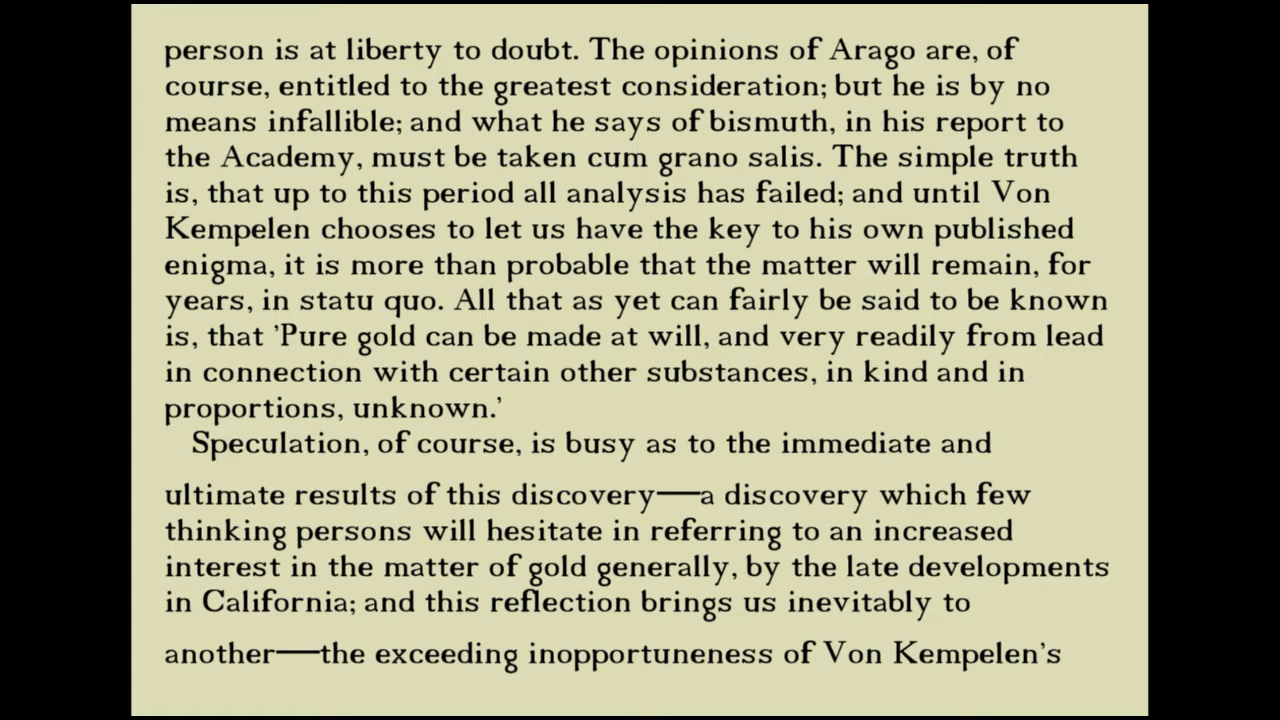 person is at liberty to doubt. The opinions of Arago are, of
course, entitled to the greatest consideration; but he is by no
means infallible; and what he says of bismuth, in his report to
the Academy, must be taken cum grano salis. The simple truth
is, that up to this period all analysis has failed; and until Von
Kempelen chooses to let us have the key to his own published
enigma, it is more than probable that the matter will remain, for
years, in statu quo. All that as yet can fairly be said to be known
is, that ’Pure gold can be made at will, and very readily from lead
in connection with certain other substances, in kind and in
proportions, unknown.’
Speculation, of course, is busy as to the immediate and
ultimate results of this discovery—a discovery which few
thinking persons will hesitate in referring to an increased
interest in the matter of gold generally, by the late developments
in California; and this reflection brings us inevitably to
another—the exceeding inopportuneness of Von Kempelen’s